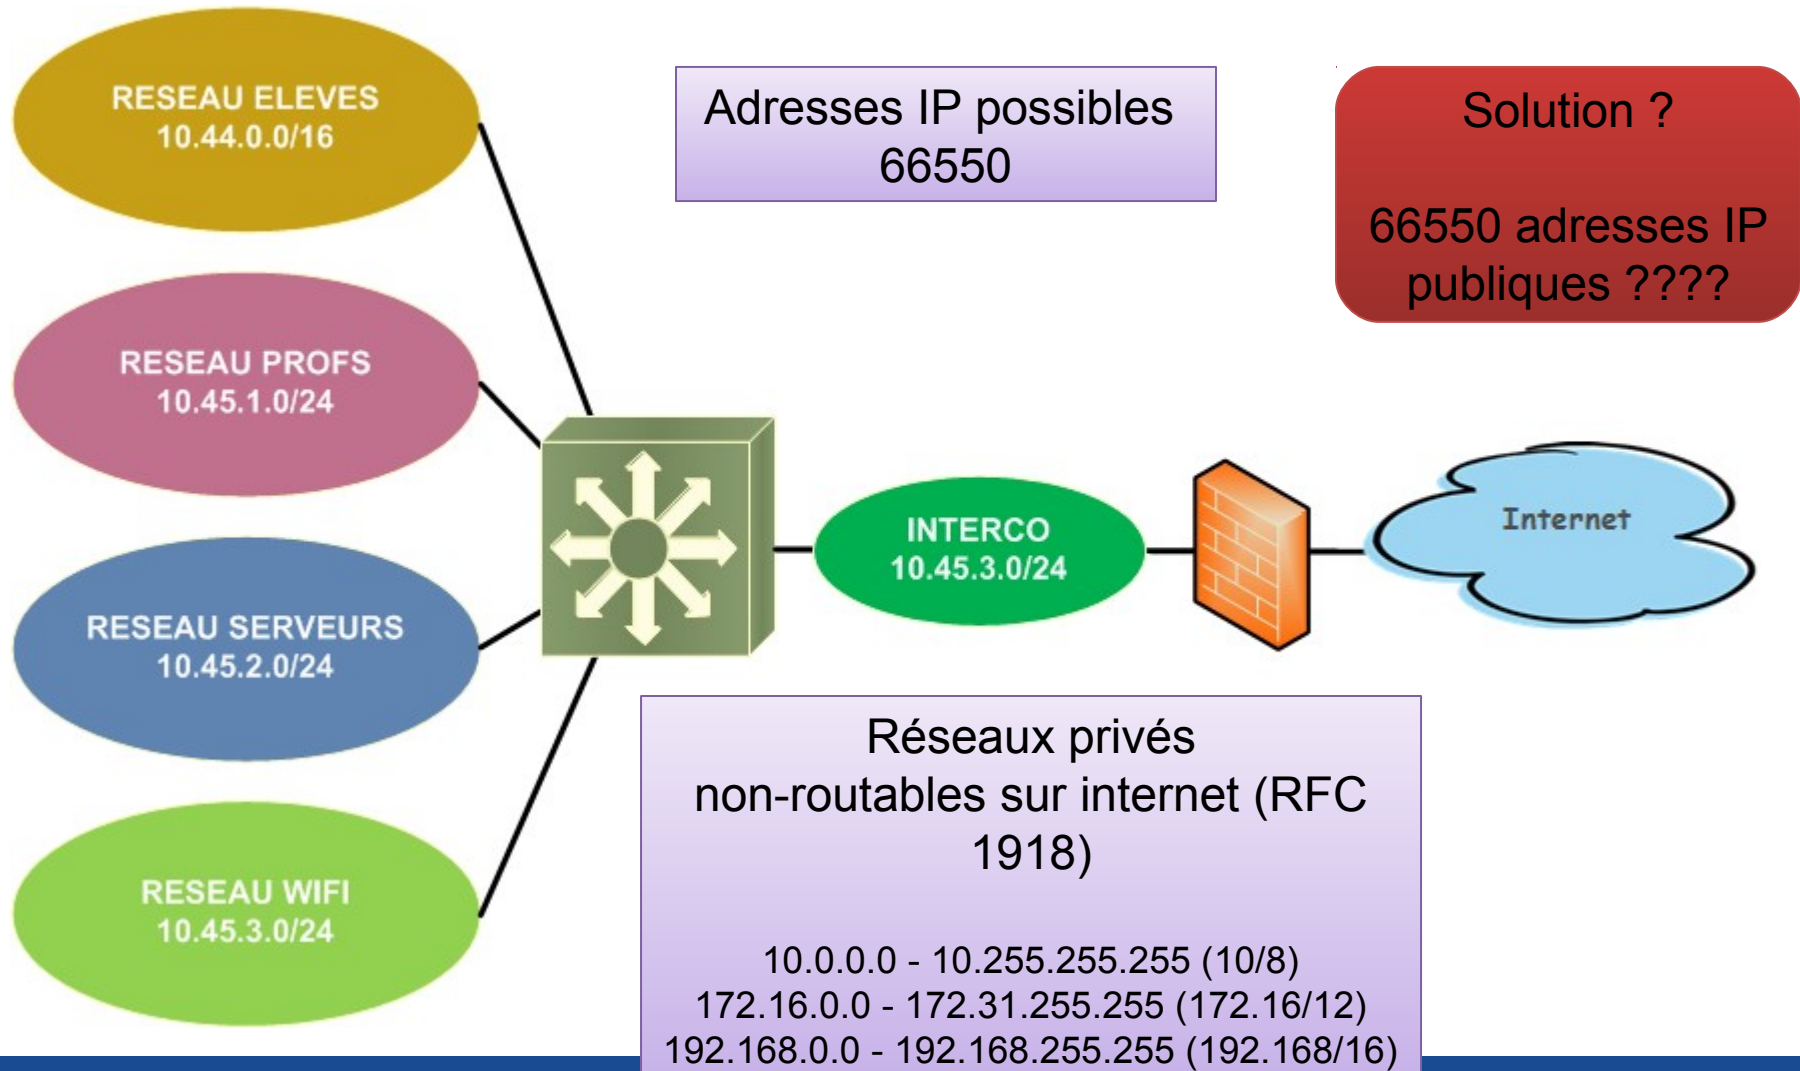 RESEAU ELEVES
10.44.0.0/16
Adresses IP possibles
66550
Solution ?
66550 adresses IP
publiques ????
RESEAU PROFS
10.45.1.0/24
RESEAU SERVEURS
10.45.2.0/24
INTERCO
10.45.3.0/24
Internet
RESEAU WIFI
10.45.3.0/24
Réseaux privés
non-routables sur internet (RFC
1918)
10.0.0.0 - 10.255.255.255 (10/8)
172.16.0.0 - 172.31.255.255 (172.16/12)
192.168.0.0 - 192.168.255.255 (192.168/16)